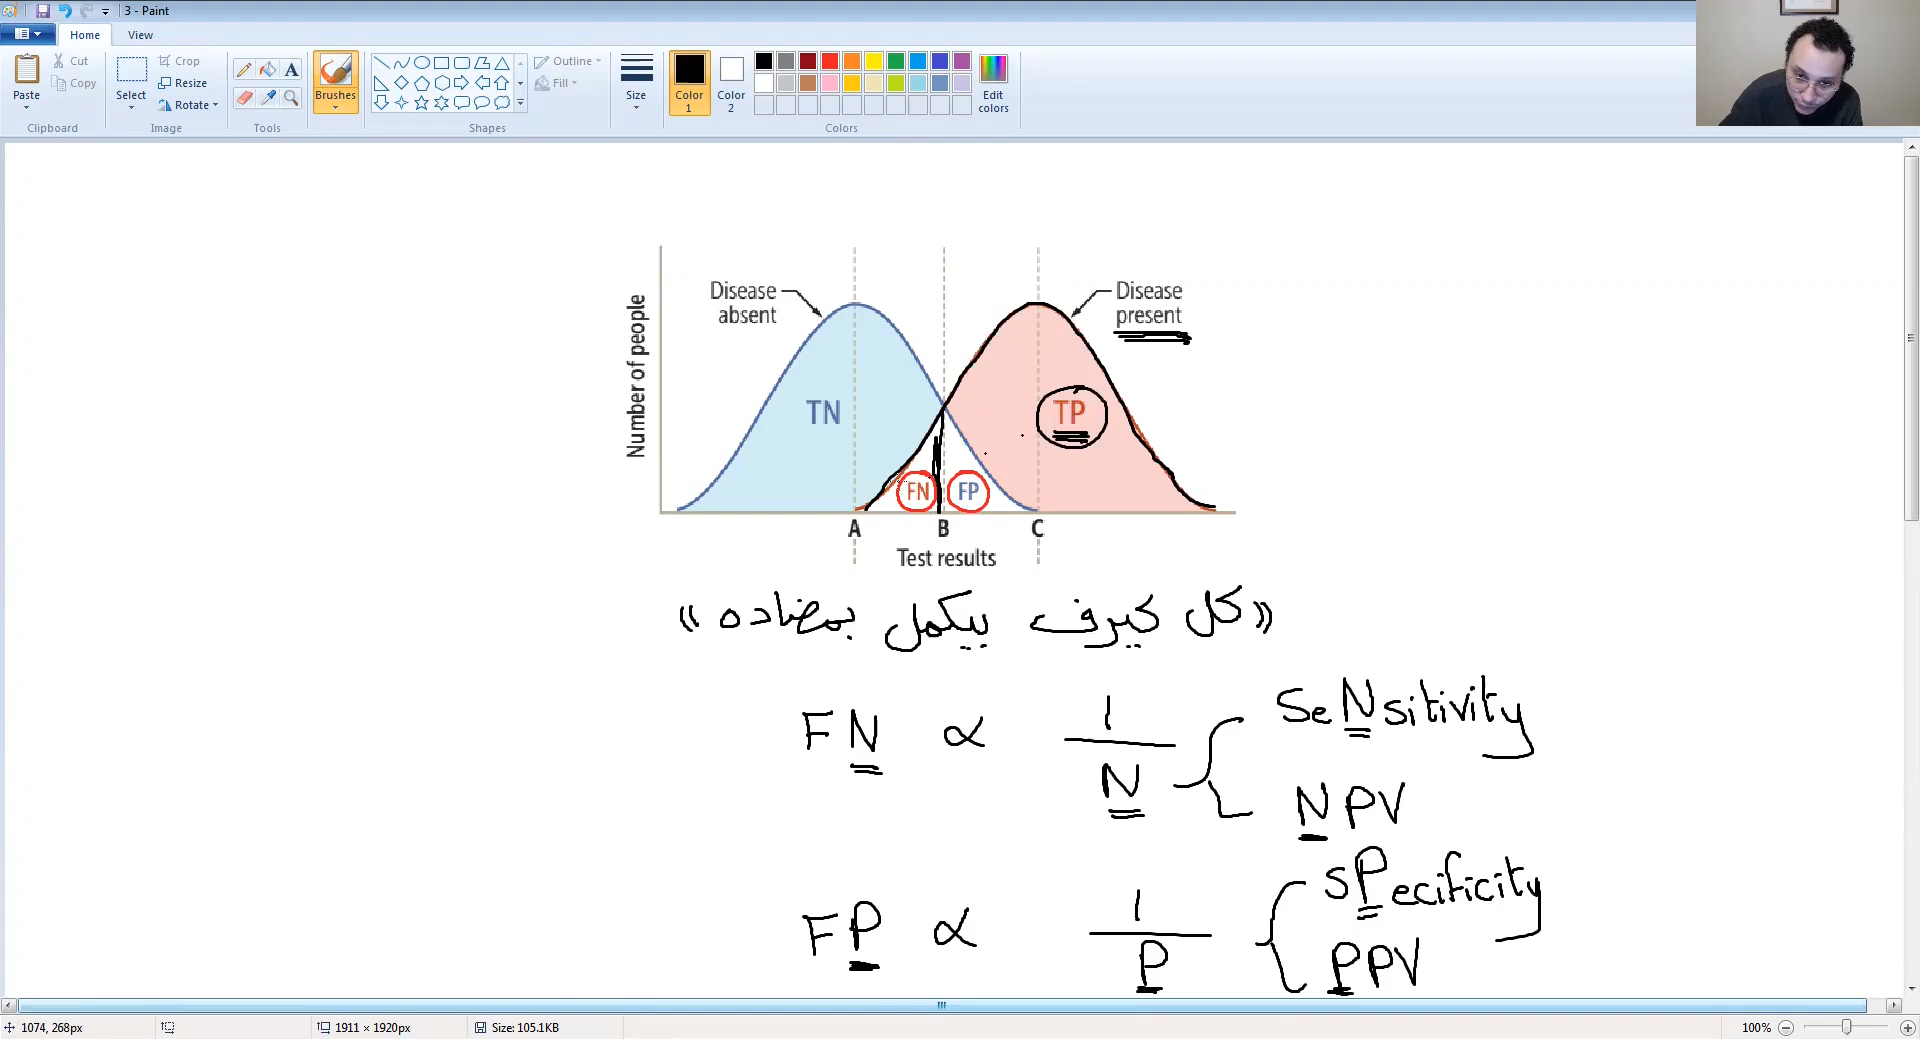 3 - Paint
Home View
Paste Cut Copy Clipboard
Select Crop Resize Rotate Image
A Tools
Brushes
Shapes Outline Fill
Size
Color 1 Color 2 Edit colors Colors
Number of people
Disease absent
Disease present
TN
TP
FN FP
A B C
Test results
«كل كيرف بيكمل بمضاده»
FN ∝ 1/N { SeNsitivity
NPV
FP ∝ 1/P { sPecificity
PPV
1074, 268px 1911 × 1920px Size: 105.1KB 100%